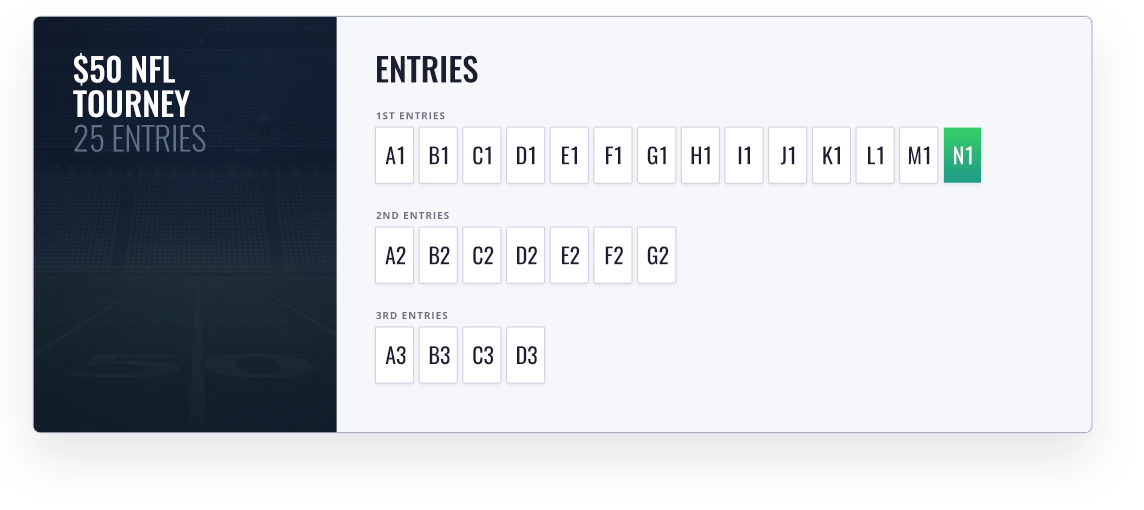 $50 NFL
TOURNEY
25 ENTRIES
ENTRIES
1ST ENTRIES
A1 B1 C1 D1 E1 F1 G1 H1 I1 J1 K1 L1 M1 N1
2ND ENTRIES
A2 B2 C2 D2 E2 F2 G2
3RD ENTRIES
A3 B3 C3 D3
50